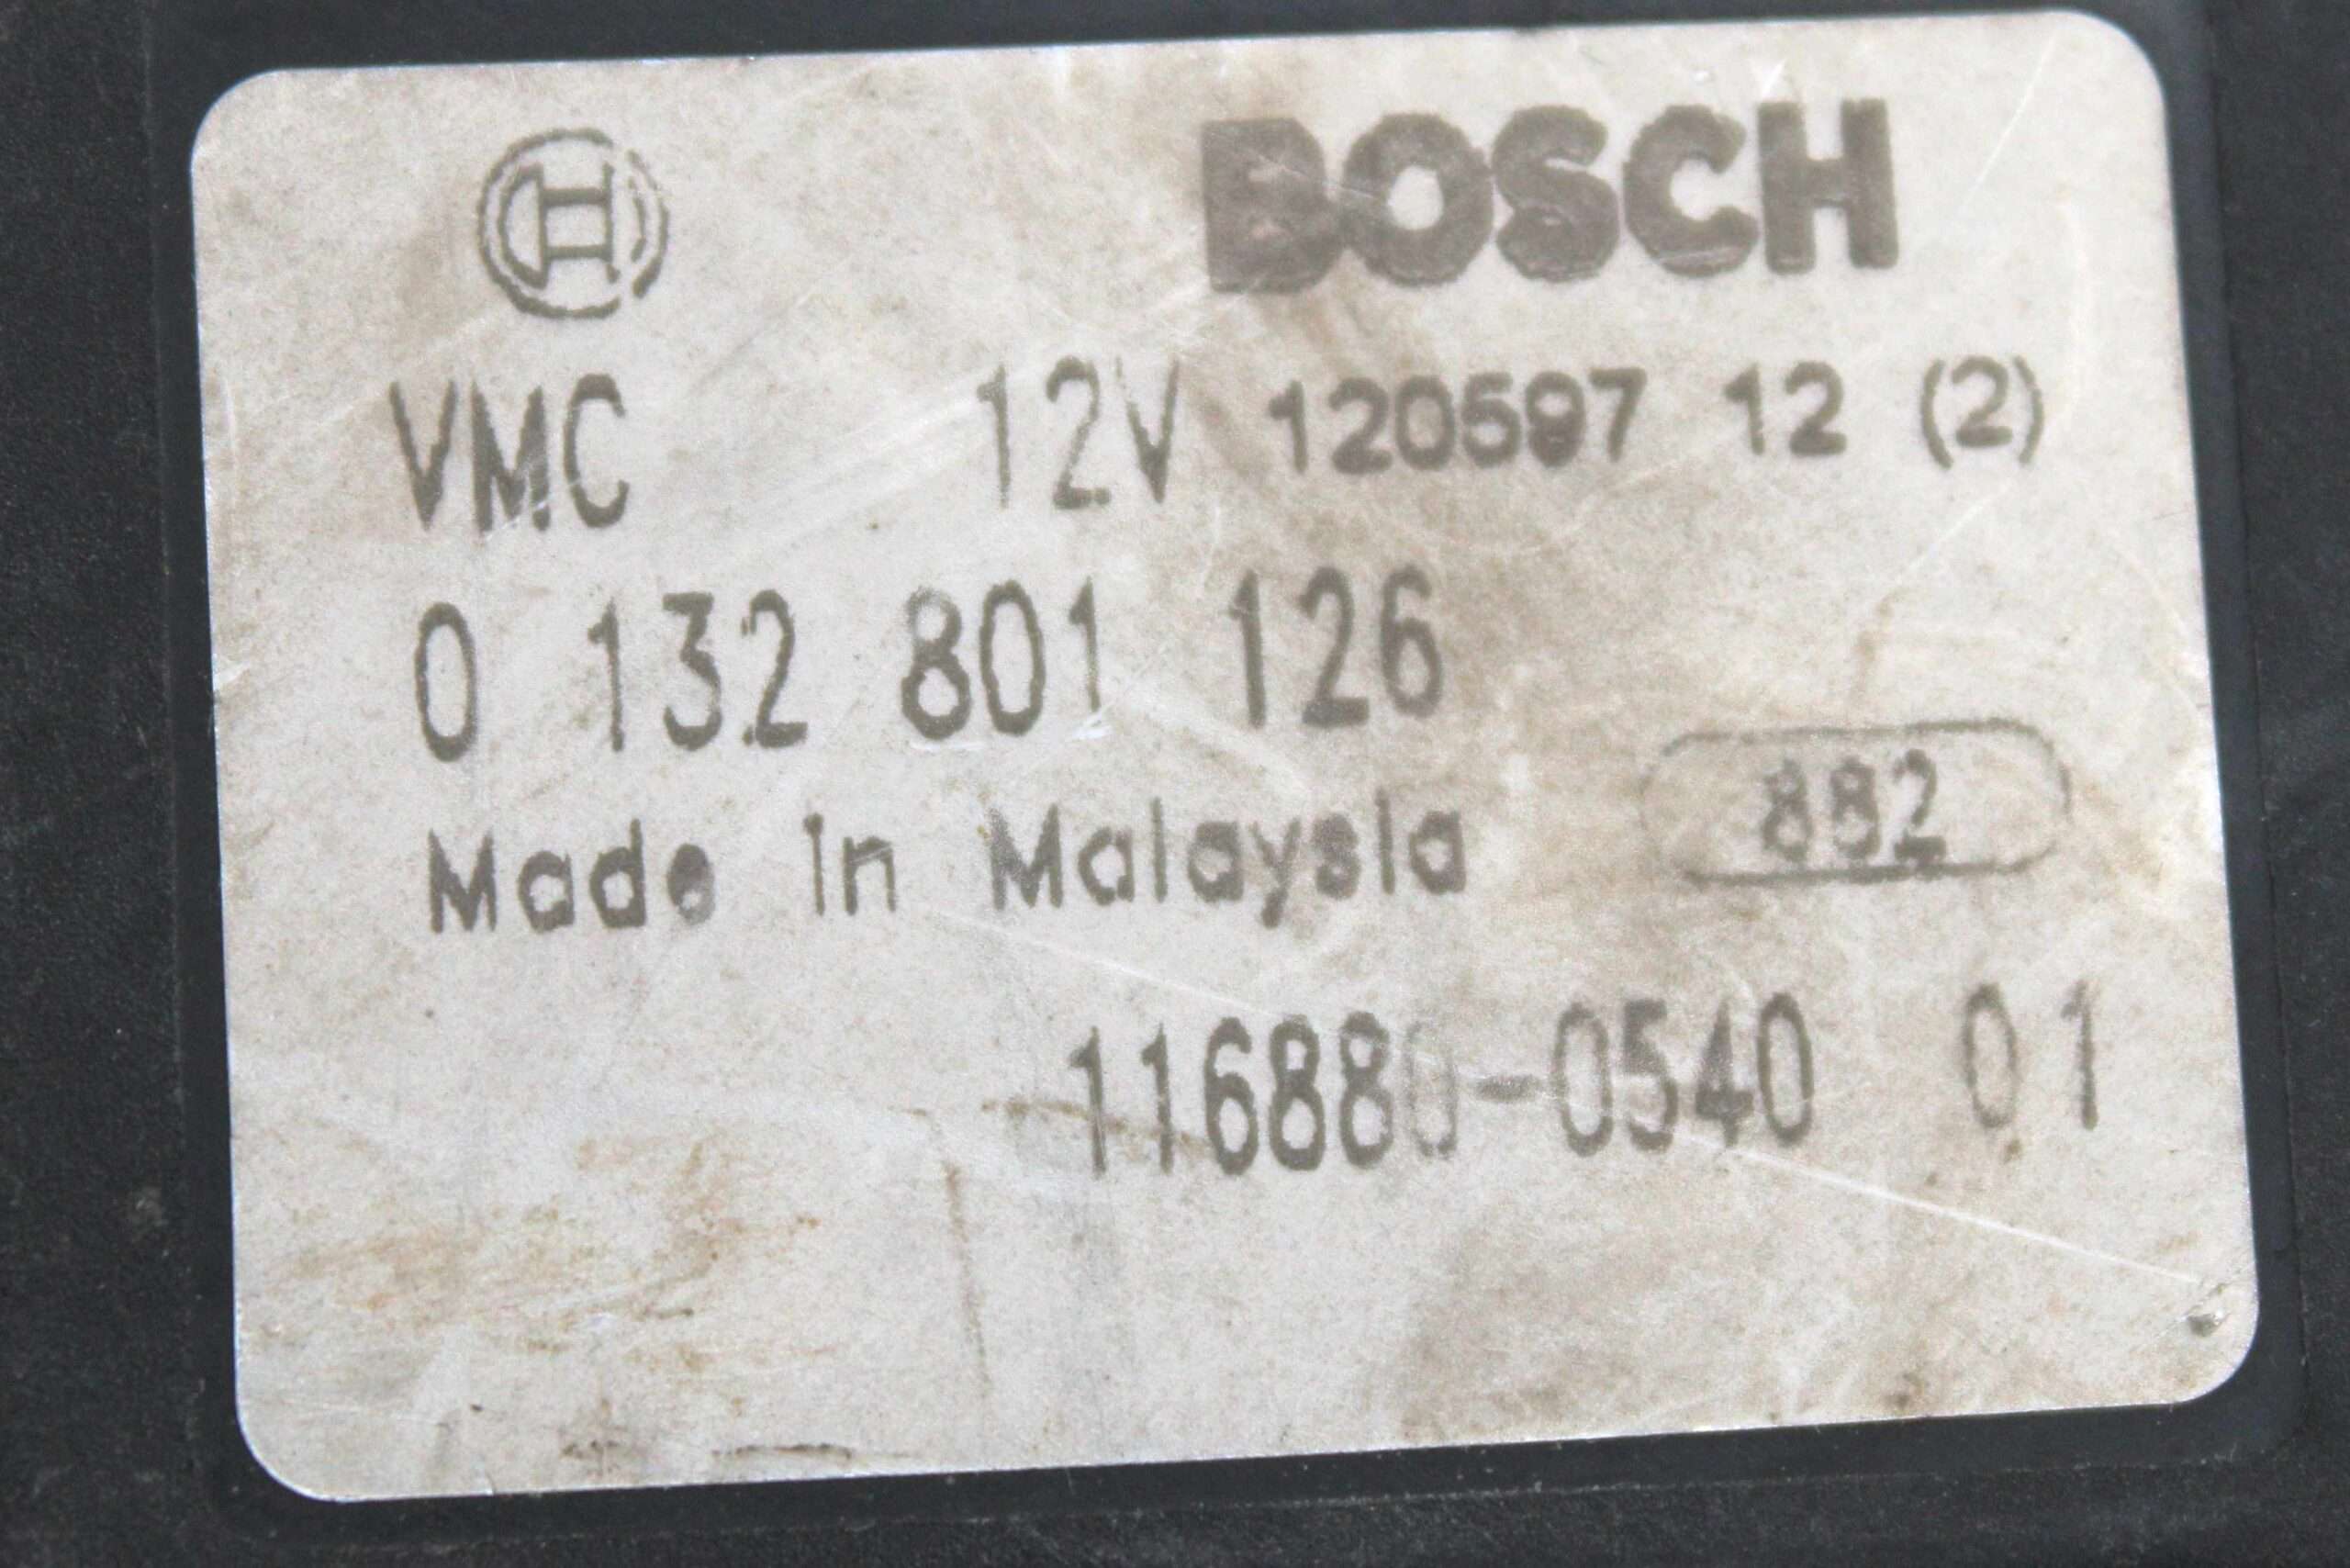 BOSCH
VMC 12V 120597 12 (2)
0 132 801 126
Made in Malaysia 882
116880-0540 01